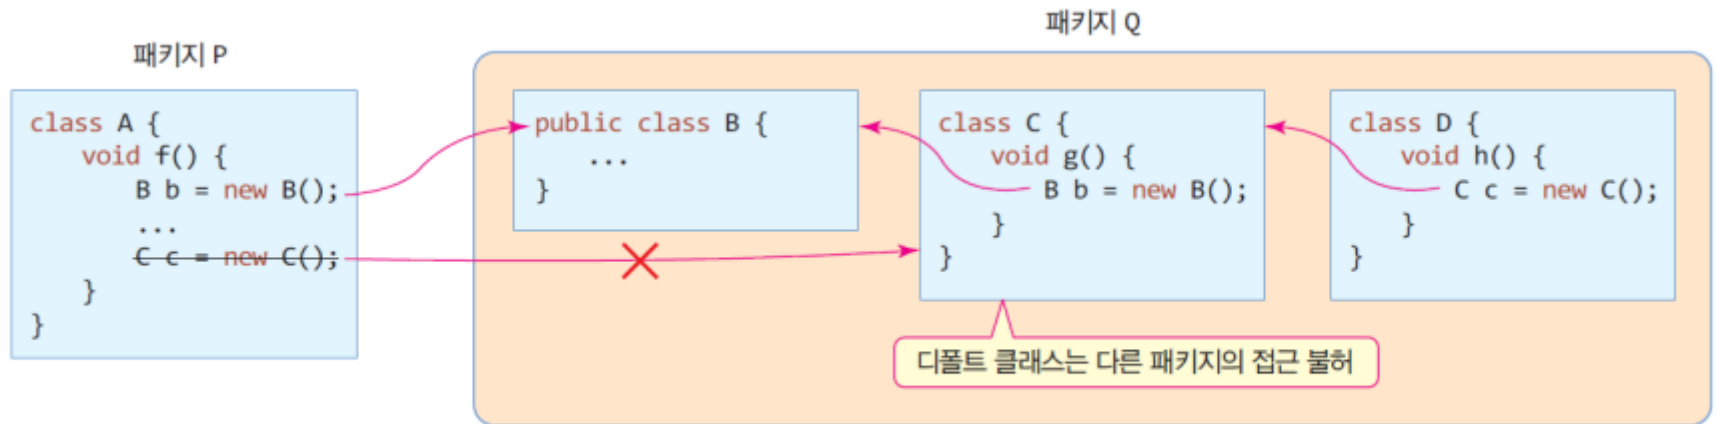 패키지 P
class A {
void f() {
B b = new B();
...
C c = new C();
}
}
패키지 Q
public class B {
...
}
class C {
void g() {
B b = new B();
}
}
class D {
void h() {
C c = new C();
}
}
디폴트 클래스는 다른 패키지의 접근 불허